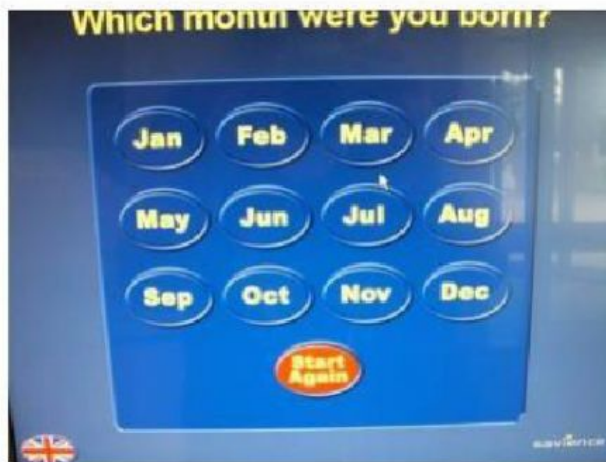 Which month were you born?
Jan Feb Mar Apr
May Jun Jul Aug
Sep Oct Nov Dec
Start
Again
savience